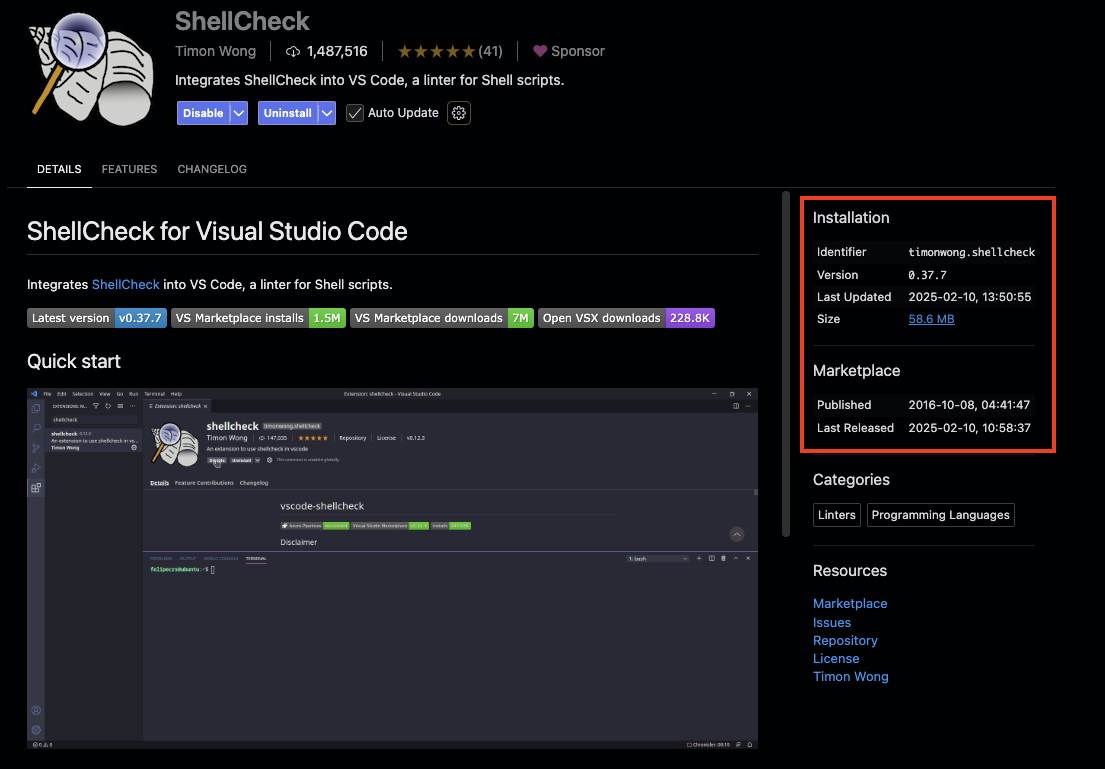 ShellCheck
Timon Wong 1,487,516 (41) Sponsor
Integrates ShellCheck into VS Code, a linter for Shell scripts.
Disable Uninstall Auto Update
DETAILS FEATURES CHANGELOG
ShellCheck for Visual Studio Code
Integrates ShellCheck into VS Code, a linter for Shell scripts.
Latest version v0.37.7 VS Marketplace installs 1.5M VS Marketplace downloads 7M Open VSX downloads 228.8K
Quick start
File Edit Selection View Go Run Terminal Help Extension: shellcheck - Visual Studio Code
EXTENSIONS: Extension: shellcheck
shellcheck
shellcheck 0.12.3
An extension to use shellcheck in vs...
Timon Wong
shellcheck timonwong.shellcheck
Timon Wong 147,035 Repository License v0.12.3
An extension to use shellcheck in vscode
Disable Uninstall This extension is enabled globally.
Details Feature Contributions Changelog
vscode-shellcheck
Azure Pipelines succeeded Visual Studio Marketplace installs
Disclaimer
PROBLEMS OUTPUT DEBUG CONSOLE TERMINAL 1: bash
felipecrs@ubuntu:~$
Installation
Identifier timonwong.shellcheck
Version 0.37.7
Last Updated 2025-02-10, 13:50:55
Size 58.6 MB
Marketplace
Published 2016-10-08, 04:41:47
Last Released 2025-02-10, 10:58:37
Categories
Linters Programming Languages
Resources
Marketplace
Issues
Repository
License
Timon Wong